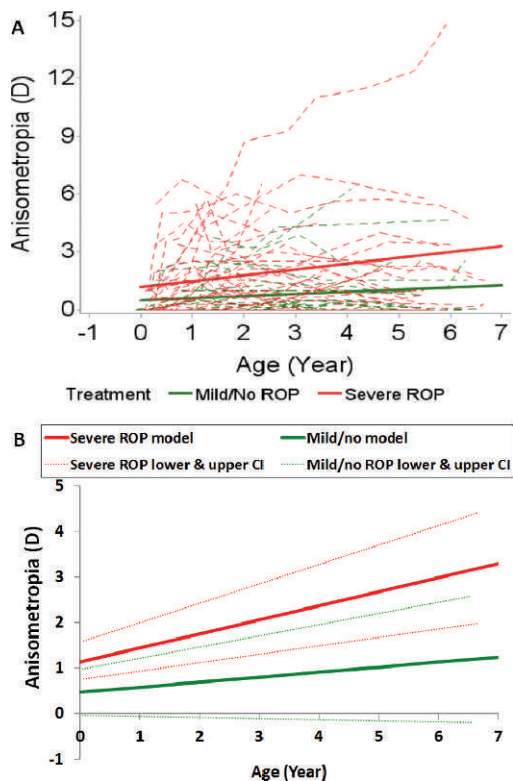 A
Anisometropia (D)
15
12
9
6
3
0
-1 0 1 2 3 4 5 6 7
Age (Year)
Treatment Mild/No ROP Severe ROP
B
Severe ROP model Mild/no model
Severe ROP lower & upper CI Mild/no ROP lower & upper CI
Anisometropia (D)
5
4
3
2
1
0
-1
0 1 2 3 4 5 6 7
Age (Year)